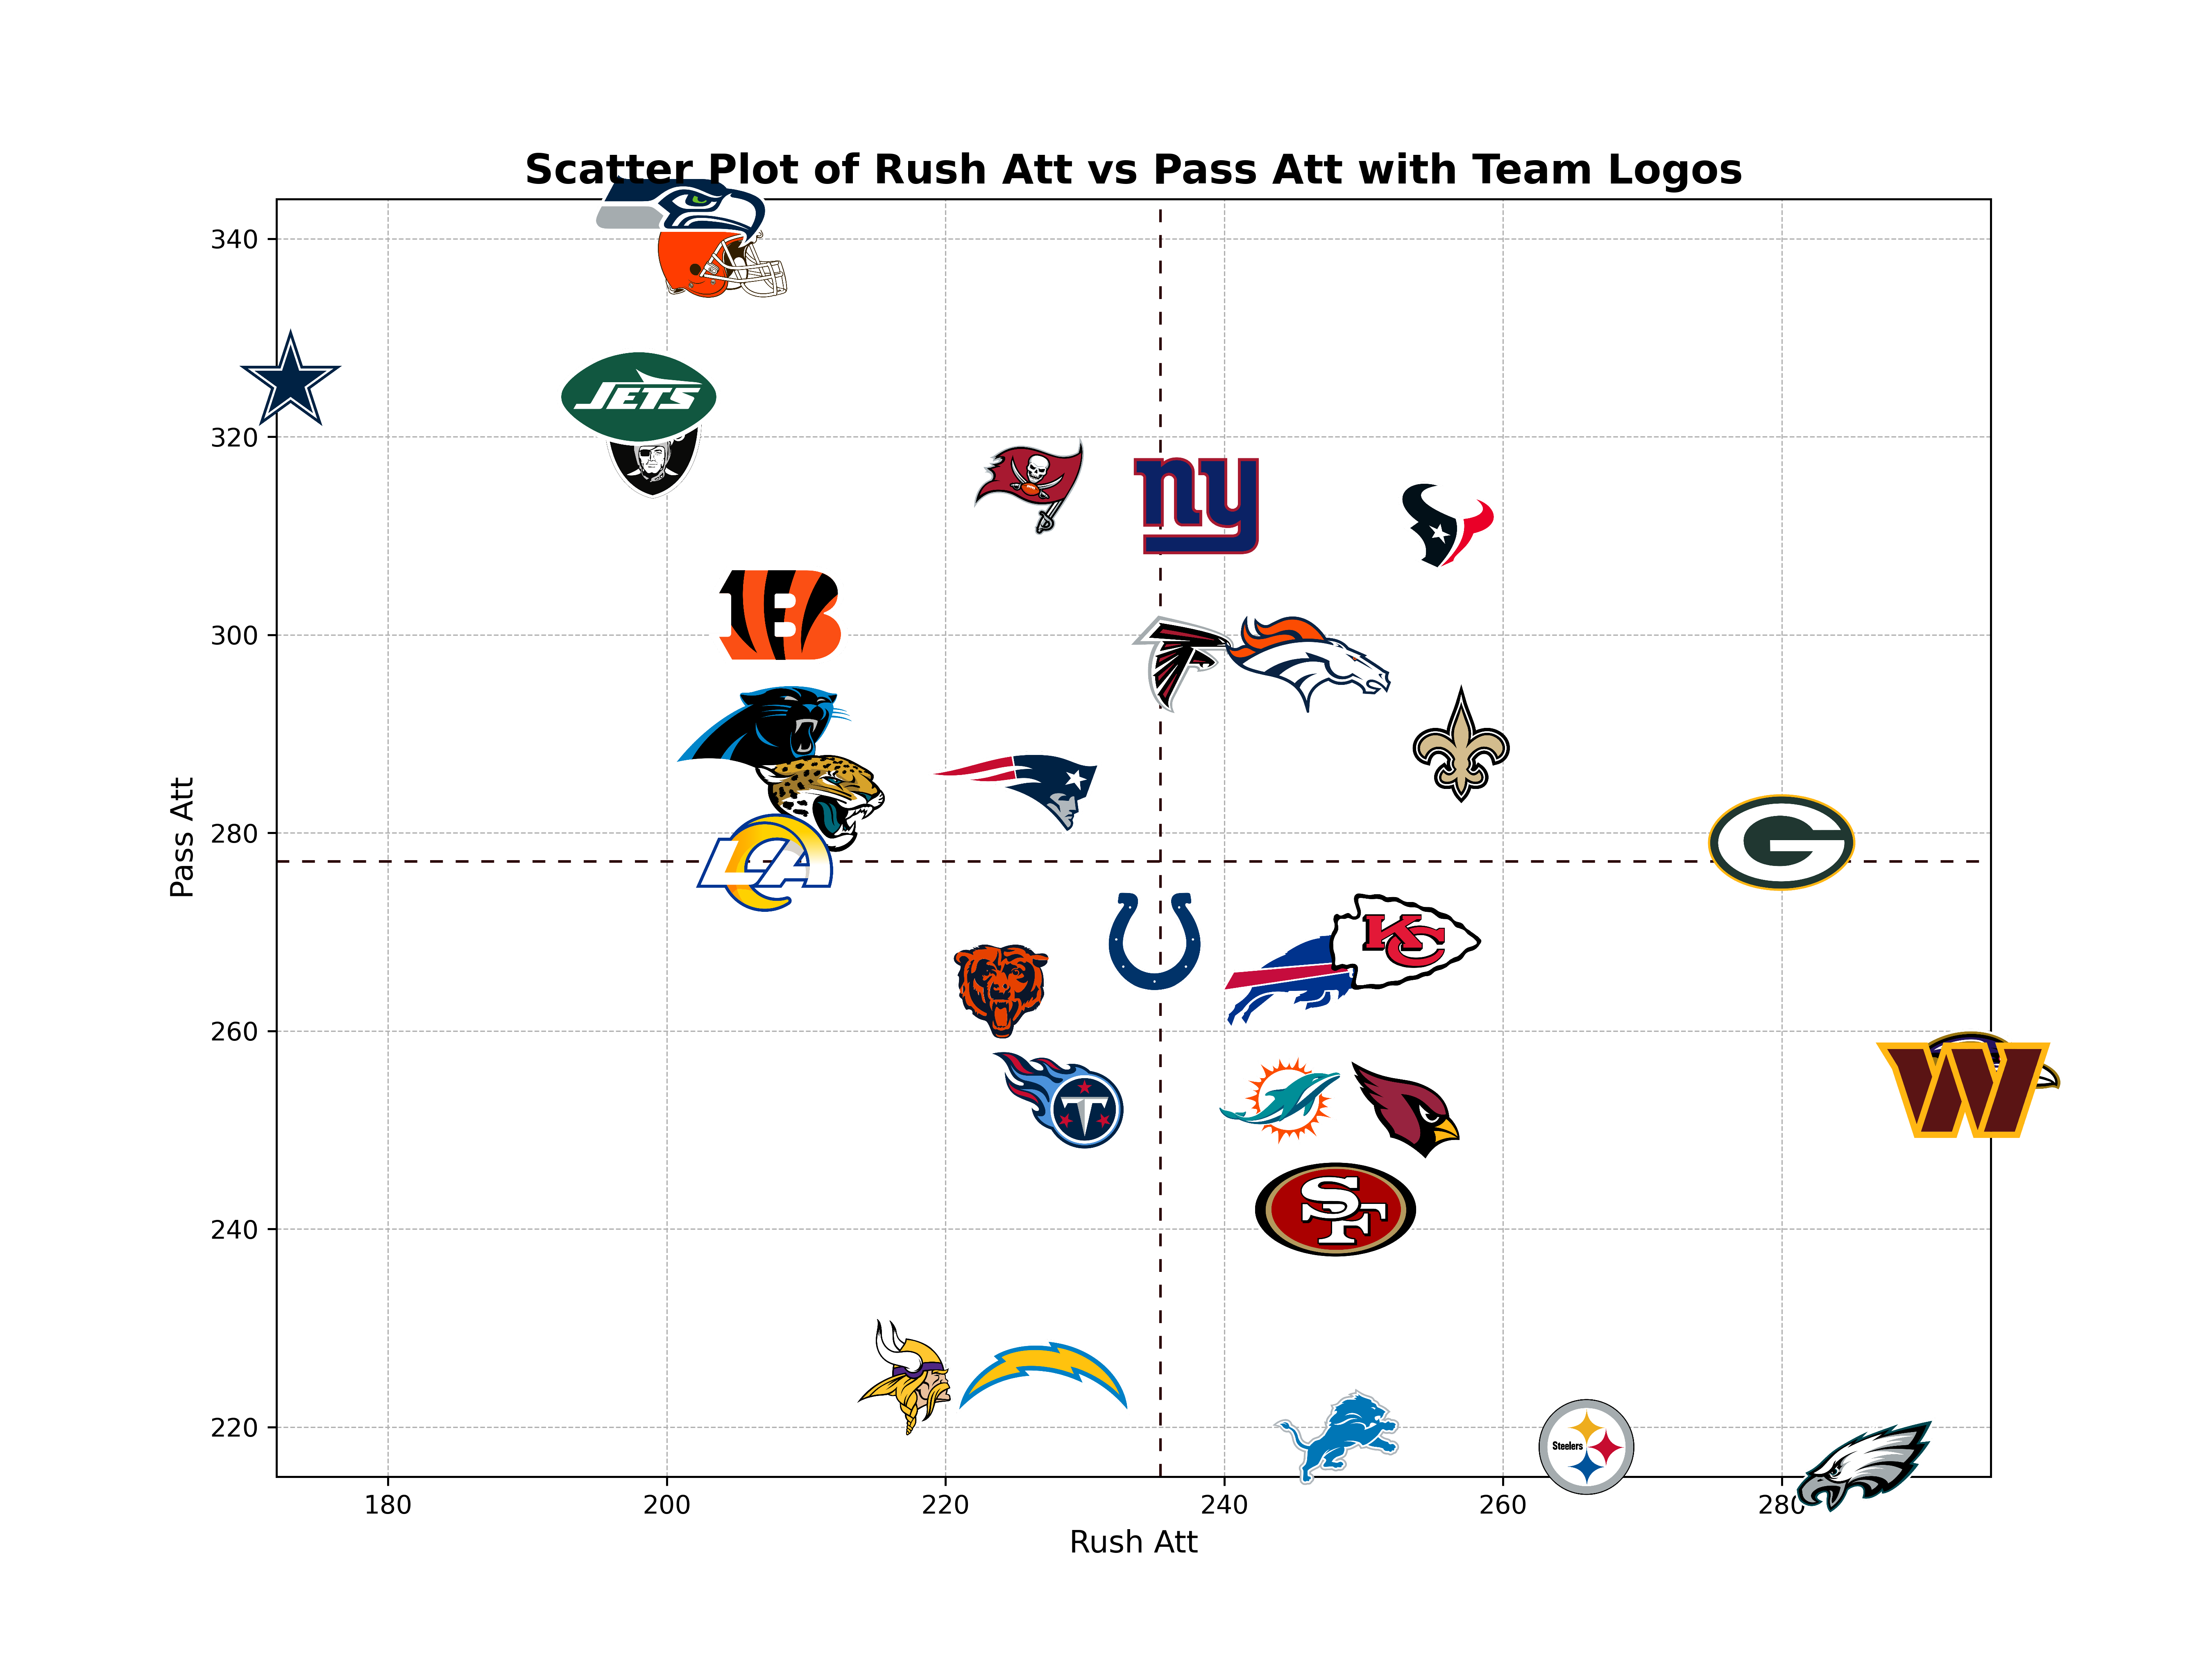 Scatter Plot of Rush Att vs Pass Att with Team Logos
340
320
300
280
260
240
220
Pass Att
JETS
ny
B
LA
G
KC
W
T
SF
Steelers
180
200
220
240
260
280
Rush Att